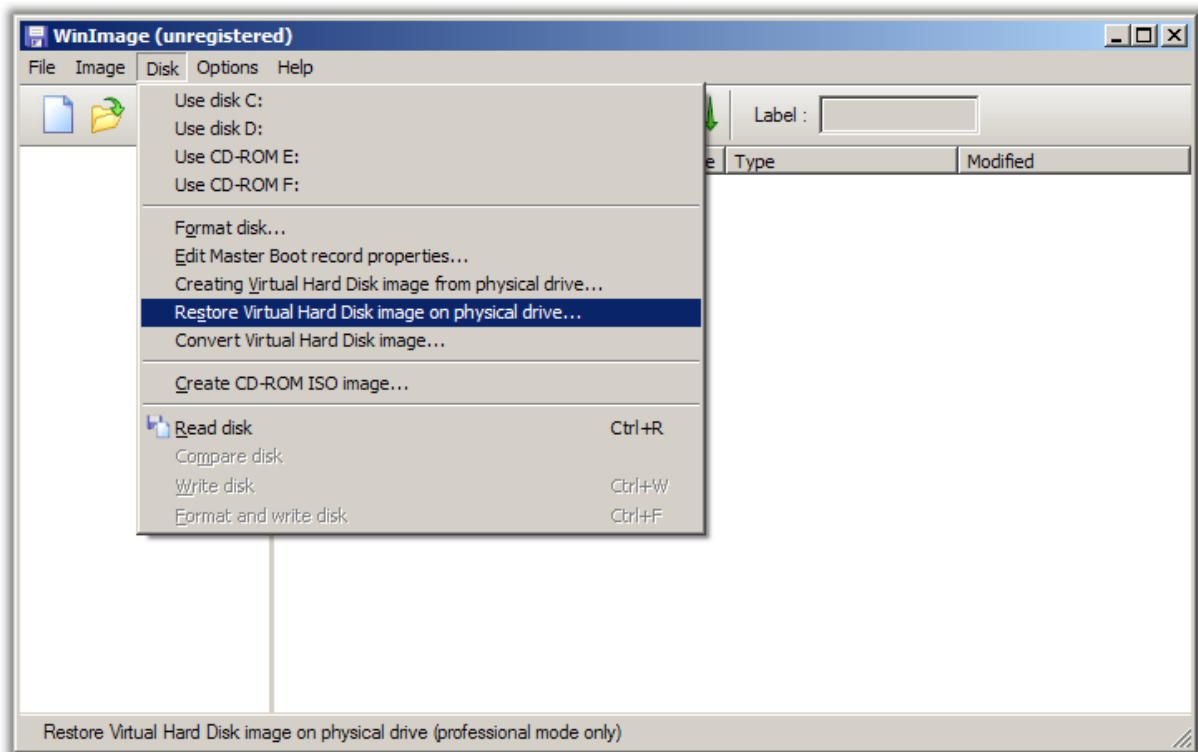 WinImage (unregistered)
File Image Disk Options Help
Label :
Use disk C:
Use disk D:
Use CD-ROM E:
Use CD-ROM F:
Type Modified
Format disk...
Edit Master Boot record properties...
Creating Virtual Hard Disk image from physical drive...
Restore Virtual Hard Disk image on physical drive...
Convert Virtual Hard Disk image...
Create CD-ROM ISO image...
Read disk Ctrl+R
Compare disk
Write disk Ctrl+W
Format and write disk Ctrl+F
Restore Virtual Hard Disk image on physical drive (professional mode only)